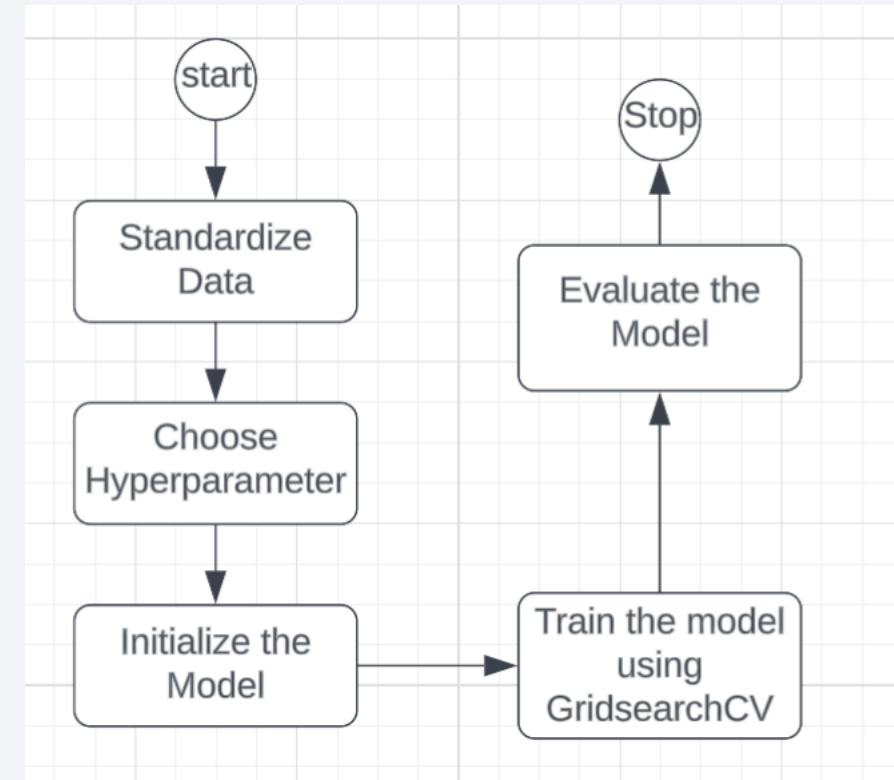 start
Standardize
Data
Choose
Hyperparameter
Initialize the
Model
Train the model
using
GridsearchCV
Evaluate the
Model
Stop